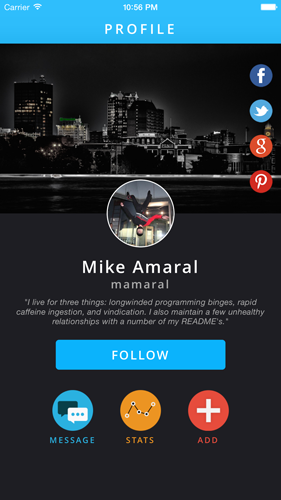 Carrier 10:56 PM
PROFILE
f
g
Mike Amaral
mamaral
"I live for three things: longwinded programming binges, rapid
caffeine ingestion, and vindication. I also maintain a few unhealthy
relationships with a number of my README's."
FOLLOW
MESSAGE STATS ADD